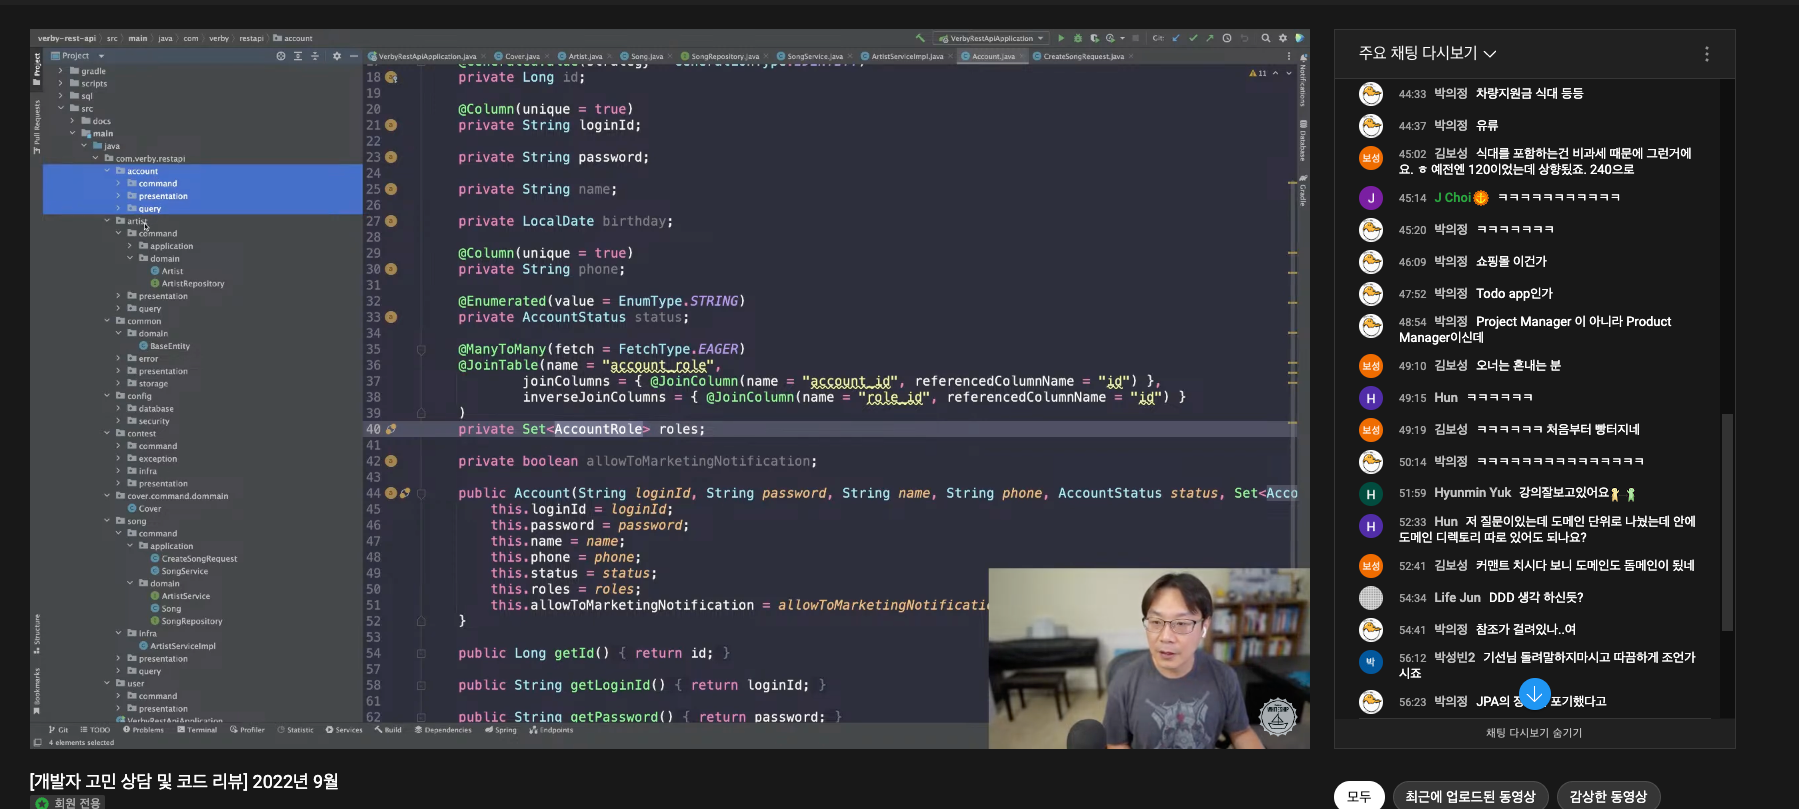 verby-rest-api › src › main › java › com › verby › restapi › account
VerbyRestApiApplication
Git:
Project
VerbyRestApiApplication.java
Cover.java
Artist.java
Song.java
SongRepository.java
SongService.java
ArtistServiceImpl.java
Account.java
CreateSongRequest.java
Project
Pull Requests
Structure
Bookmarks
gradle
scripts
sql
src
docs
main
java
com.verby.restapi
account
command
presentation
query
artist
command
application
domain
Artist
ArtistRepository
presentation
query
common
domain
BaseEntity
error
presentation
storage
config
database
security
contest
command
exception
infra
presentation
cover.command.dommain
Cover
song
command
application
CreateSongRequest
SongService
domain
ArtistService
Song
SongRepository
infra
ArtistServiceImpl
presentation
query
user
command
presentation
VerbyRestApiApplication
18 private Long id;
19
20 @Column(unique = true)
21 private String loginId;
22
23 private String password;
24
25 private String name;
26
27 private LocalDate birthday;
28
29 @Column(unique = true)
30 private String phone;
31
32 @Enumerated(value = EnumType.STRING)
33 private AccountStatus status;
34
35 @ManyToMany(fetch = FetchType.EAGER)
36 @JoinTable(name = "account_role",
37 joinColumns = { @JoinColumn(name = "account_id", referencedColumnName = "id") },
38 inverseJoinColumns = { @JoinColumn(name = "role_id", referencedColumnName = "id") }
39 )
40 private Set<AccountRole> roles;
41
42 private boolean allowToMarketingNotification;
43
44 public Account(String loginId, String password, String name, String phone, AccountStatus status, Set<Acco
45 this.loginId = loginId;
46 this.password = password;
47 this.name = name;
48 this.phone = phone;
49 this.status = status;
50 this.roles = roles;
51 this.allowToMarketingNotification = allowToMarketingNotificatio
52 }
53
54 public Long getId() { return id; }
57
58 public String getLoginId() { return loginId; }
61
62 public String getPassword() { return password; }
11
Notifications
Database
Gradle
WHITESHIP
Git
TODO
Problems
Terminal
Profiler
Statistic
Services
Build
Dependencies
Spring
Endpoints
4 elements selected
[개발자 고민 상담 및 코드 리뷰] 2022년 9월
회원 전용
주요 채팅 다시보기
44:33 박의정 차량지원금 식대 등등
44:37 박의정 유류
보성 45:02 김보성 식대를 포함하는건 비과세 때문에 그런거에
요. ㅎ 예전엔 120이었는데 상향됬죠. 240으로
J 45:14 J Choi ㅋㅋㅋㅋㅋㅋㅋㅋㅋㅋㅋ
45:20 박의정 ㅋㅋㅋㅋㅋㅋㅋ
46:09 박의정 쇼핑몰 이건가
47:52 박의정 Todo app인가
48:54 박의정 Project Manager 이 아니라 Product
Manager이신데
보성 49:10 김보성 오너는 혼내는 분
H 49:15 Hun ㅋㅋㅋㅋㅋㅋ
보성 49:19 김보성 ㅋㅋㅋㅋㅋㅋ 처음부터 빵터지네
50:14 박의정 ㅋㅋㅋㅋㅋㅋㅋㅋㅋㅋㅋㅋㅋㅋㅋ
H 51:59 Hyunmin Yuk 강의잘보고있어요
H 52:33 Hun 저 질문이있는데 도메인 단위로 나눴는데 안에
도메인 디렉토리 따로 있어도 되나요?
보성 52:41 김보성 커맨트 치시다 보니 도메인도 돔메인이 됬네
54:34 Life Jun DDD 생각 하신듯?
54:41 박의정 참조가 걸려있나..여
박 56:12 박성빈2 기선님 돌려말하지마시고 따끔하게 조언가
시죠
56:23 박의정 JPA의 포기했다고
채팅 다시보기 숨기기
모두
최근에 업로드된 동영상
감상한 동영상